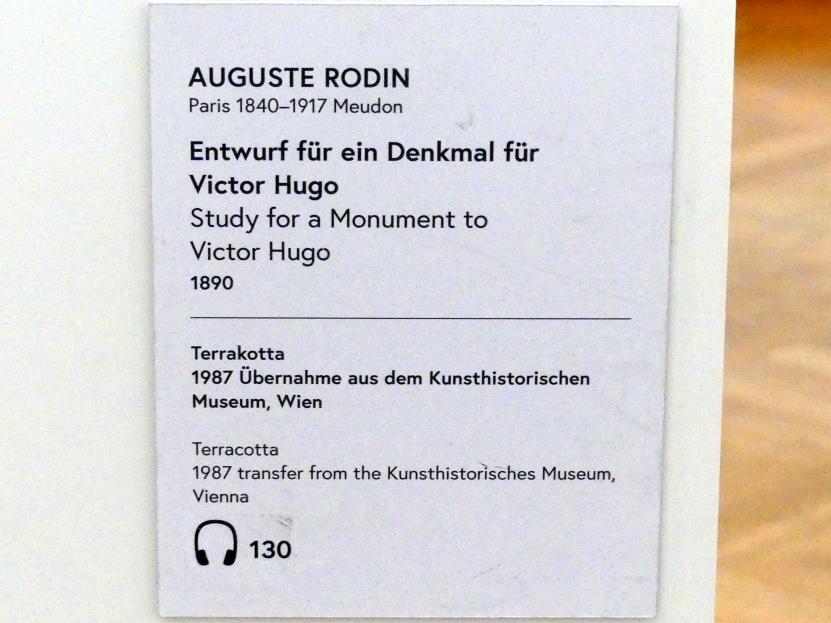 AUGUSTE RODIN
Paris 1840–1917 Meudon
Entwurf für ein Denkmal für
Victor Hugo
Study for a Monument to
Victor Hugo
1890
Terrakotta
1987 Übernahme aus dem Kunsthistorischen
Museum, Wien
Terracotta
1987 transfer from the Kunsthistorisches Museum,
Vienna
130